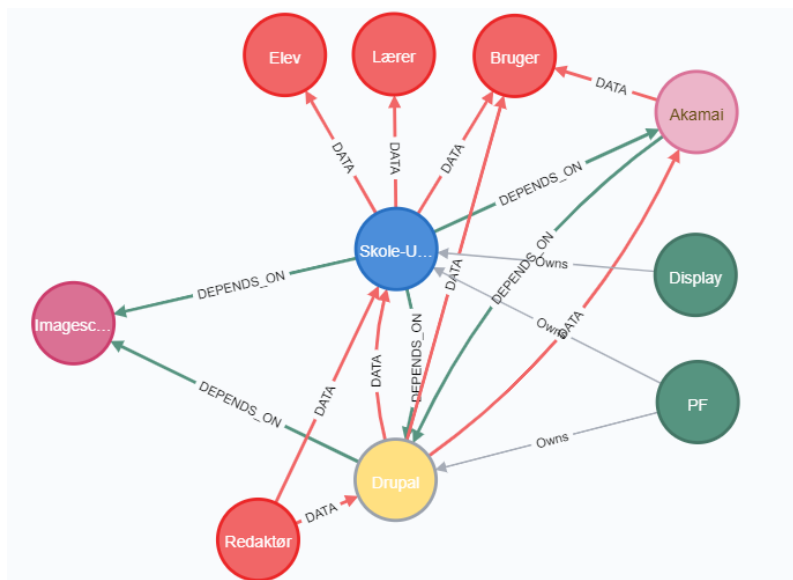 Elev
Lærer
Bruger
DATA
Akamai
DATA
DATA
DATA
DEPENDS_ON
Skole-U...
Owns
DEPENDS_ON
Display
DEPENDS_ON
DATA
Imagesc...
Owns
DATA
DEPENDS_ON
DATA
DATA
DEPENDS_ON
PF
Owns
Drupal
DATA
Redaktør